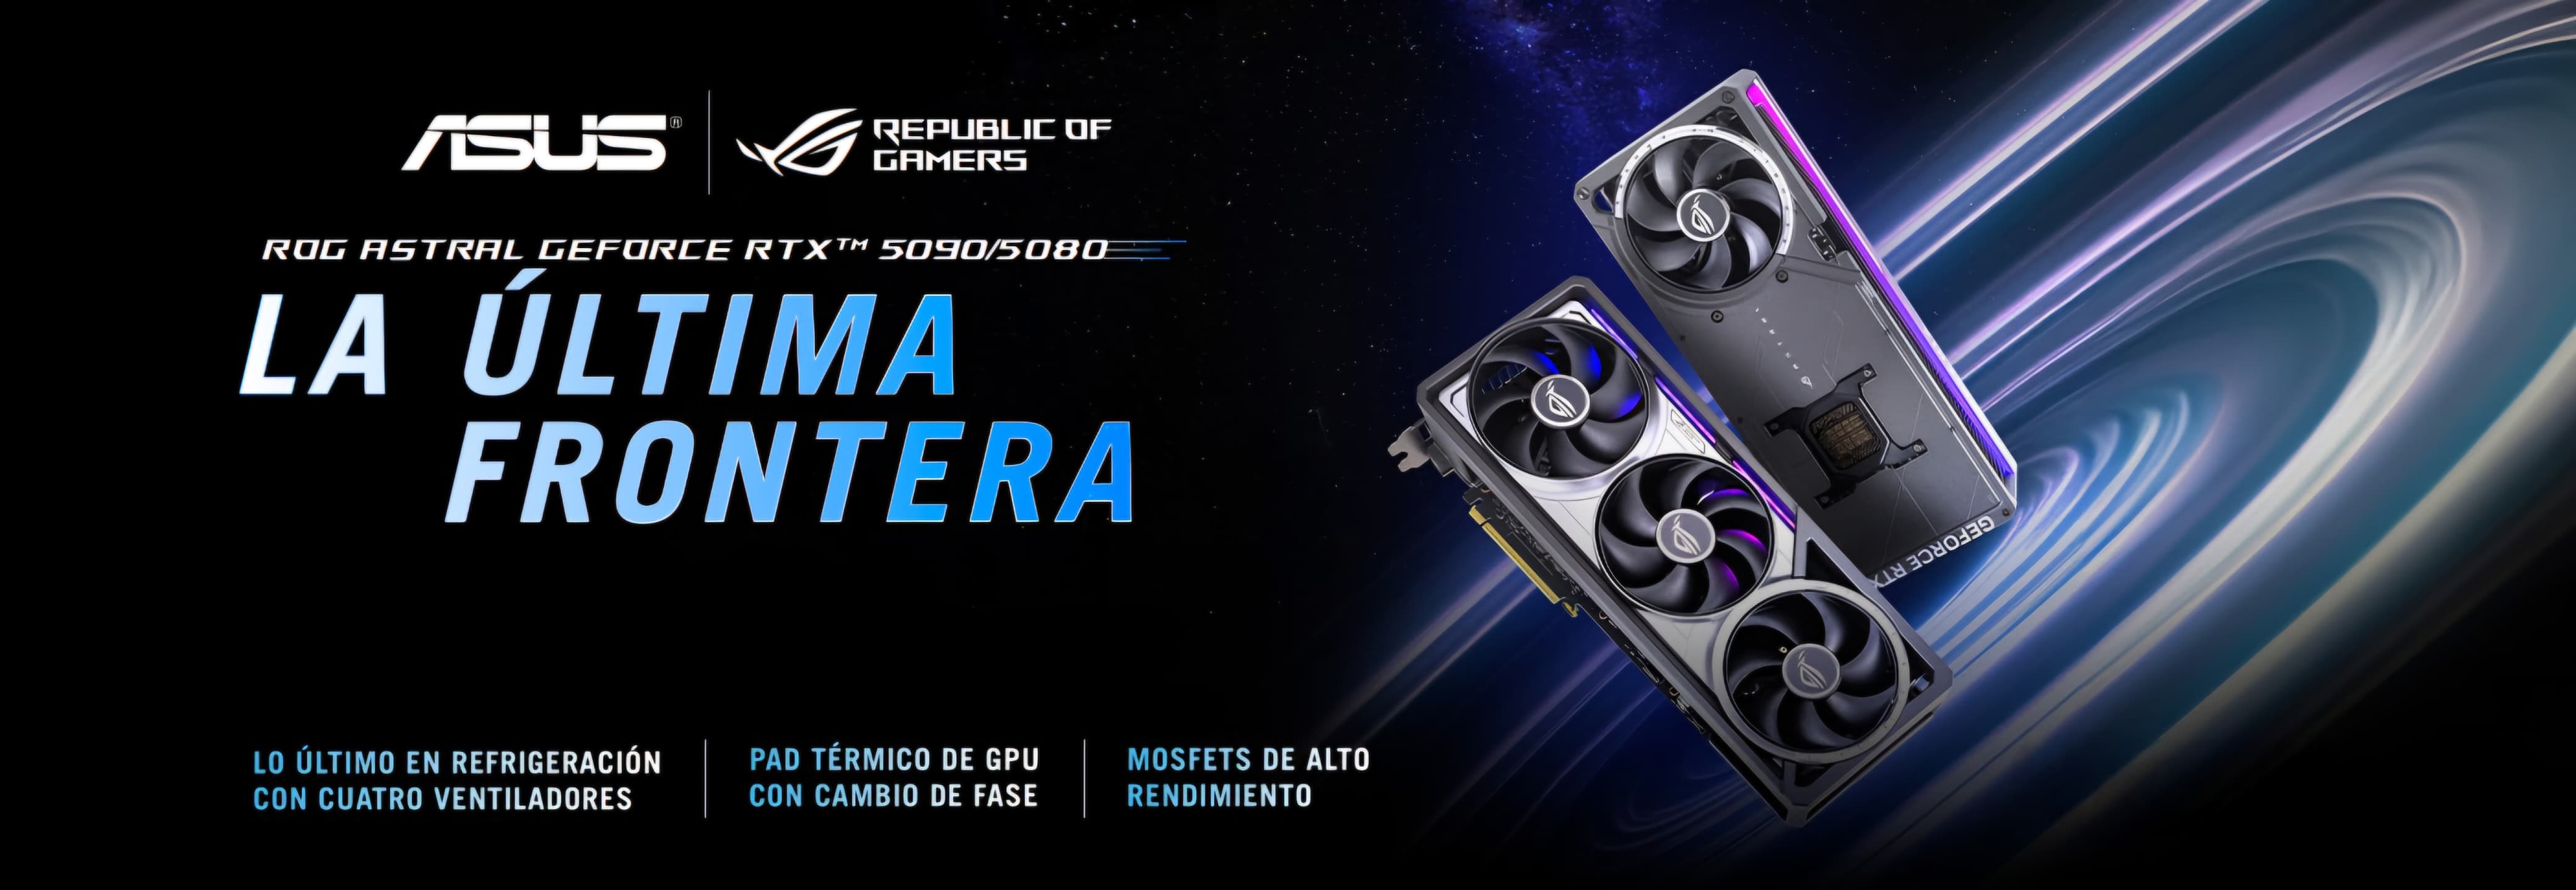 ASUS®
REPUBLIC OF
GAMERS
ROG ASTRAL GEFORCE RTX™ 5090/5080
LA ÚLTIMA
FRONTERA
GEFORCE RTX
LO ÚLTIMO EN REFRIGERACIÓN
CON CUATRO VENTILADORES
PAD TÉRMICO DE GPU
CON CAMBIO DE FASE
MOSFETS DE ALTO
RENDIMIENTO